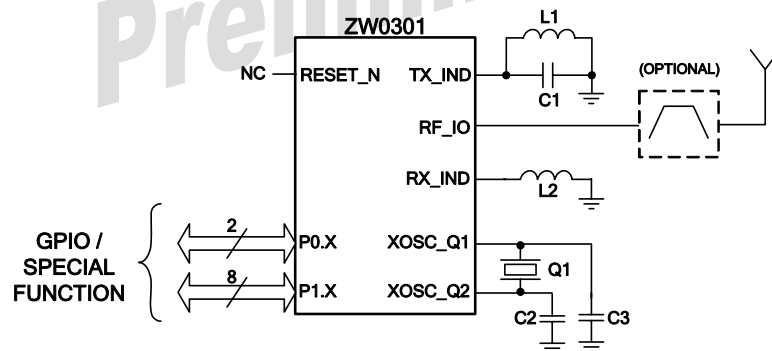 ZW0301
L1
NC
RESET_N
TX_IND
C1
(OPTIONAL)
RF_IO
RX_IND
L2
GPIO /
SPECIAL
FUNCTION
2
P0.X
8
P1.X
XOSC_Q1
Q1
XOSC_Q2
C2
C3